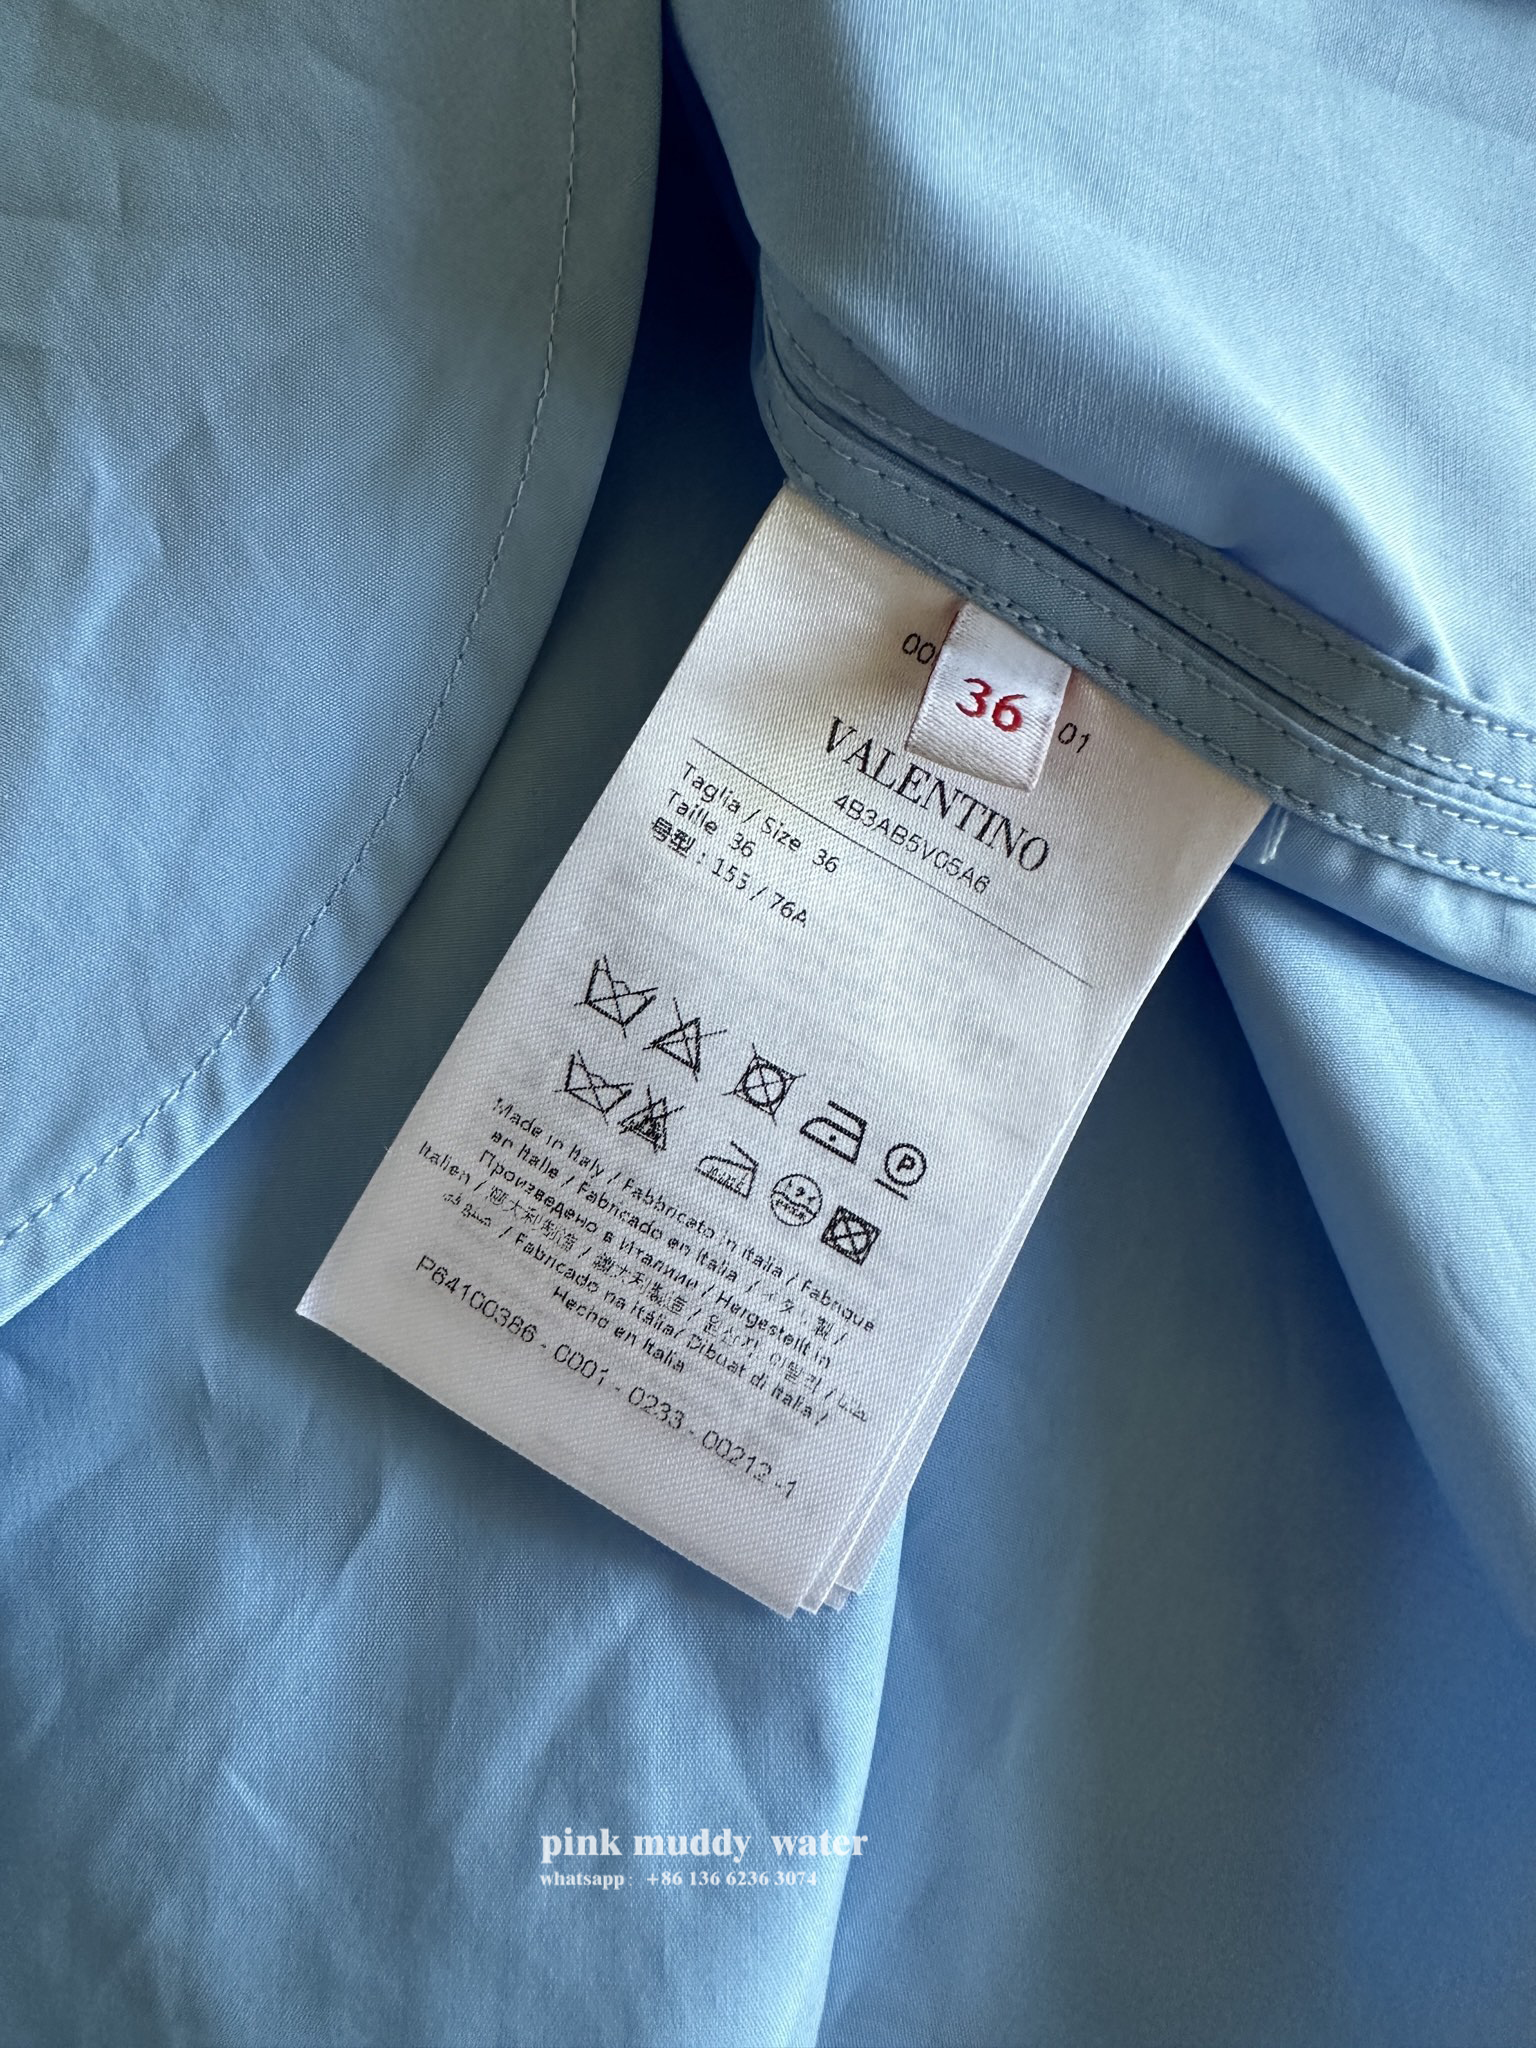 36
00
01
VALENTINO
4B3AB5V05A6
Taglia / Size 36
Taille 36
号型 : 155 / 76A
P
Made in Italy / Fabbricato in Italia / Fabrique
en Italie / Fabricado en Italia /
Произведено в Италии / Hergestellt in
Italien /
/ Fabricado na Itália / Dibuat di Italia /
Hecho en Italia
P64100386 - 0001 - 0233 - 00212 - 1
pink muddy water
whatsapp: +86 136 6236 3074